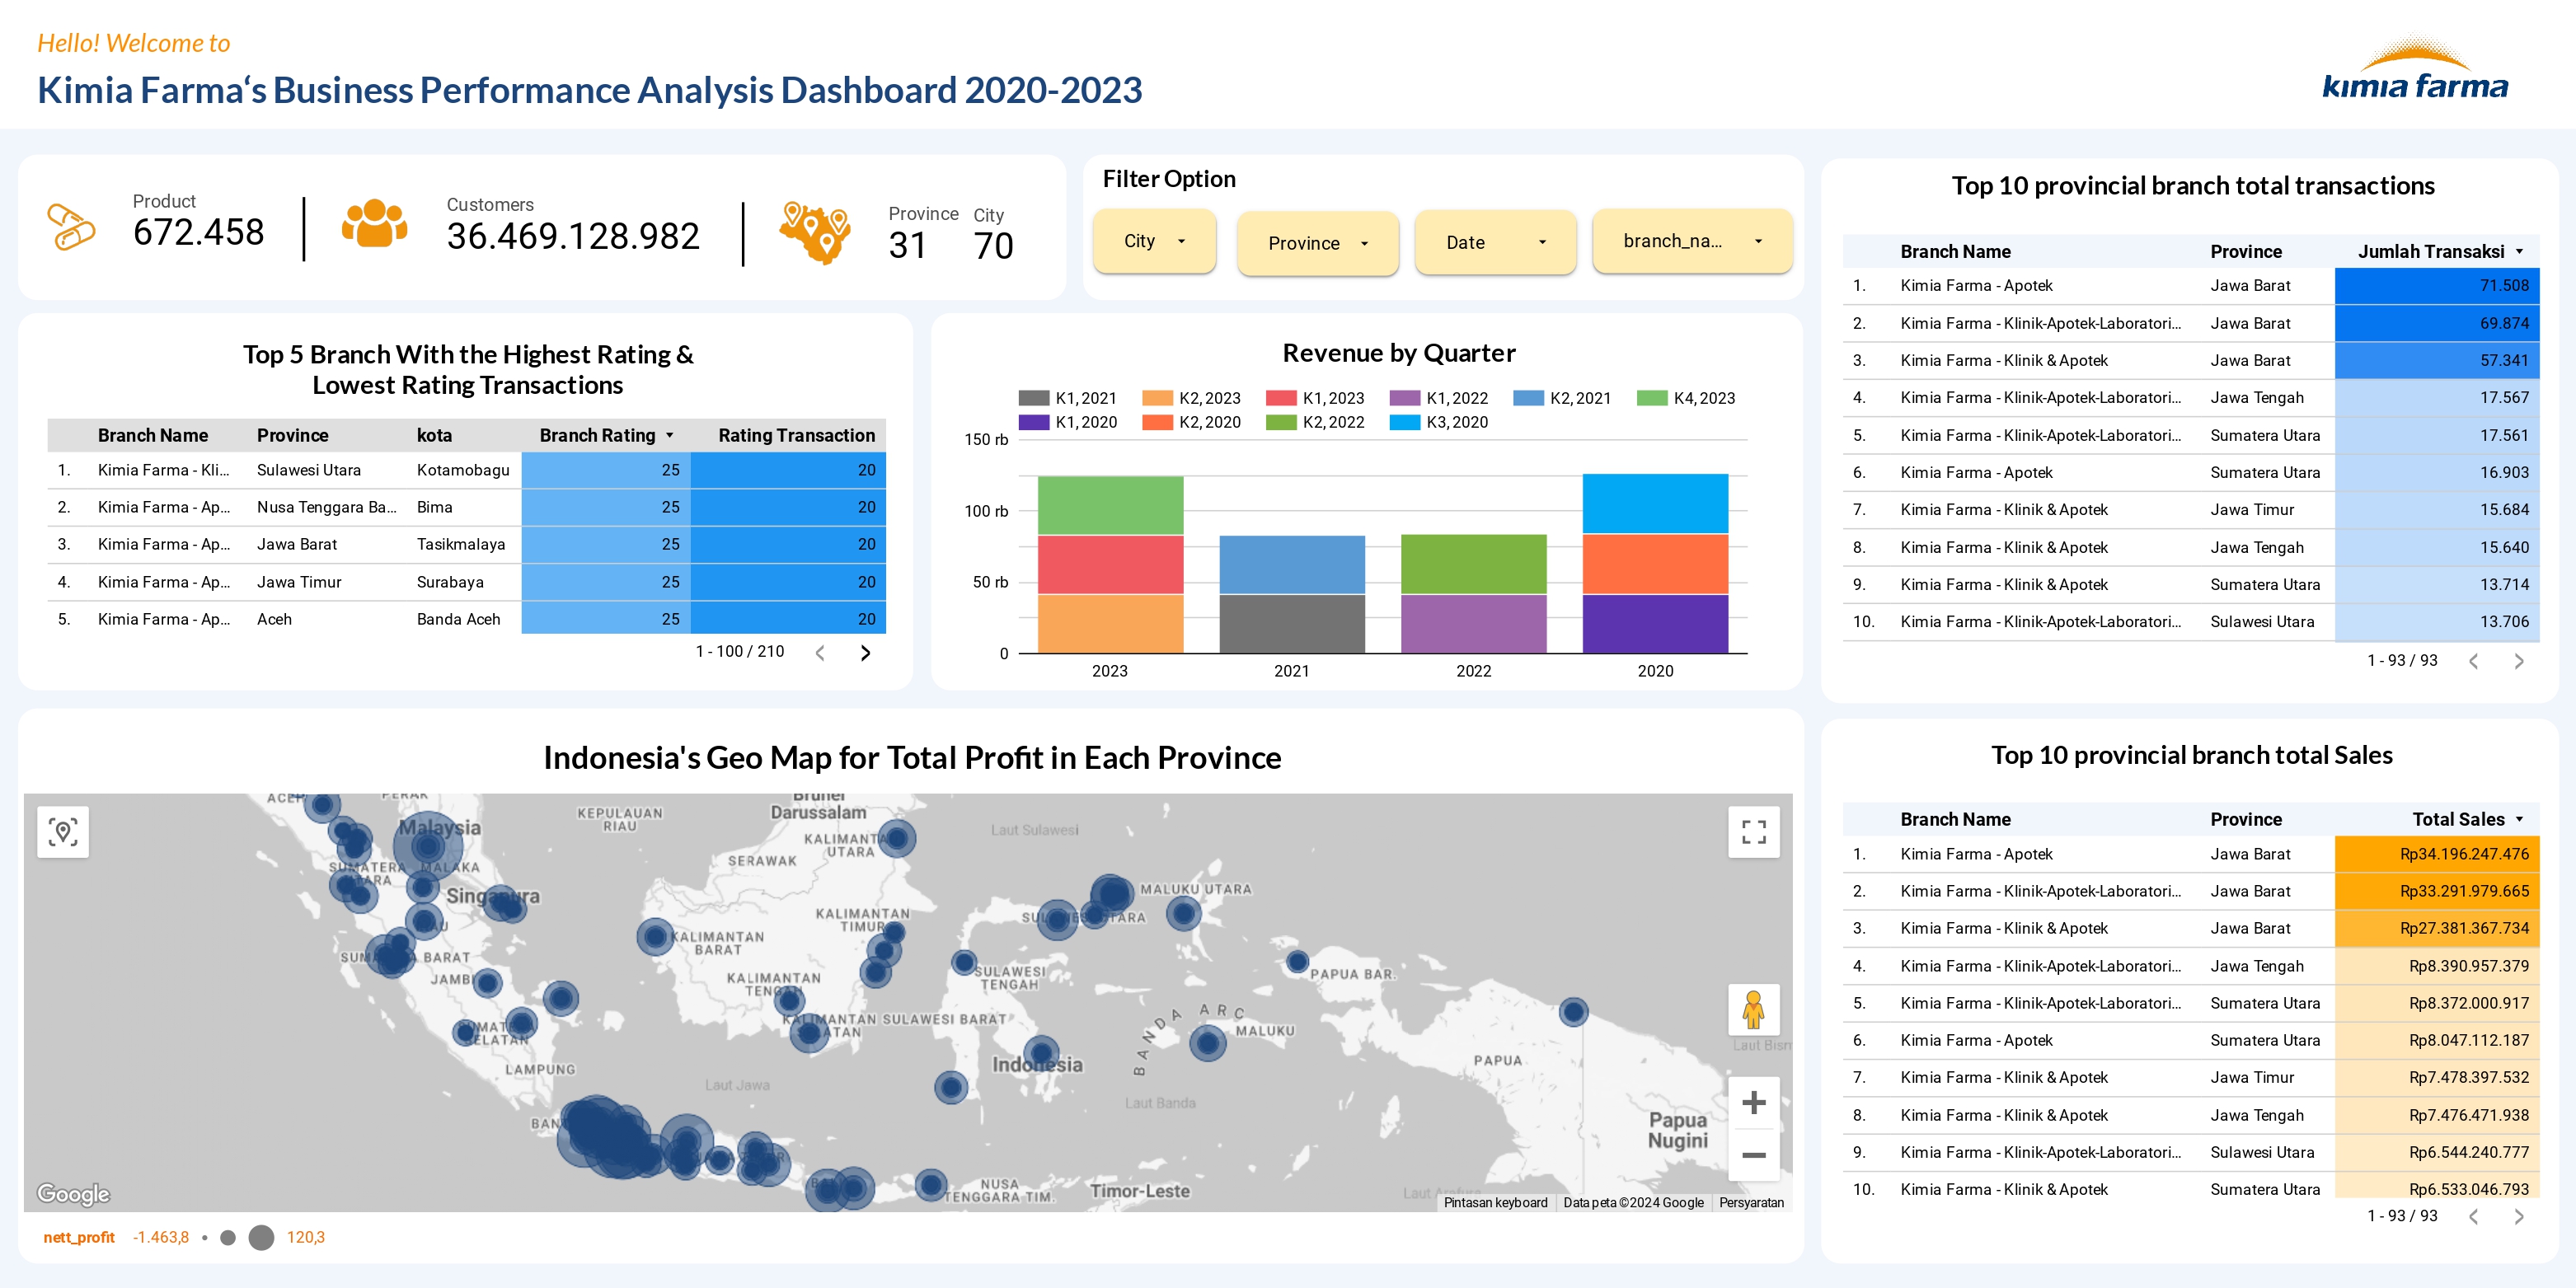 Hello! Welcome to
Kimia Farma‘s Business Performance Analysis Dashboard 2020-2023
kimia farma
Product
672.458
Customers
36.469.128.982
Province City
31 70
Filter Option
City
Province
Date
branch_na...
Top 5 Branch With the Highest Rating &
Lowest Rating Transactions
Branch Name Province kota Branch Rating Rating Transaction
1. Kimia Farma - Kli... Sulawesi Utara Kotamobagu 25 20
2. Kimia Farma - Ap... Nusa Tenggara Ba... Bima 25 20
3. Kimia Farma - Ap... Jawa Barat Tasikmalaya 25 20
4. Kimia Farma - Ap... Jawa Timur Surabaya 25 20
5. Kimia Farma - Ap... Aceh Banda Aceh 25 20
1 - 100 / 210
Revenue by Quarter
K1, 2021 K2, 2023 K1, 2023 K1, 2022 K2, 2021 K4, 2023
K1, 2020 K2, 2020 K2, 2022 K3, 2020
150 rb
100 rb
50 rb
0
2023 2021 2022 2020
Top 10 provincial branch total transactions
Branch Name Province Jumlah Transaksi
1. Kimia Farma - Apotek Jawa Barat 71.508
2. Kimia Farma - Klinik-Apotek-Laboratori... Jawa Barat 69.874
3. Kimia Farma - Klinik & Apotek Jawa Barat 57.341
4. Kimia Farma - Klinik-Apotek-Laboratori... Jawa Tengah 17.567
5. Kimia Farma - Klinik-Apotek-Laboratori... Sumatera Utara 17.561
6. Kimia Farma - Apotek Sumatera Utara 16.903
7. Kimia Farma - Klinik & Apotek Jawa Timur 15.684
8. Kimia Farma - Klinik & Apotek Jawa Tengah 15.640
9. Kimia Farma - Klinik & Apotek Sumatera Utara 13.714
10. Kimia Farma - Klinik-Apotek-Laboratori... Sulawesi Utara 13.706
1 - 93 / 93
Indonesia's Geo Map for Total Profit in Each Province
PERAK
Malaysia
MALAKA
KEPULAUAN
RIAU
Brunei
Darussalam
UTARA
SERAWAK
Laut Sulawesi
MALUKU UTARA
KALIMANTAN
TIMUR
KALIMANTAN
BARAT
BARAT
JAMBI
KALIMANTAN
SULAWESI
TENGAH
PAPUA BAR.
SULAWESI BARAT
BANDA ARC
MALUKU
LAMPUNG
Laut Jawa
Indonesia
Laut Banda
PAPUA
Papua
Nugini
NUSA
TENGGARA TIM.
Timor-Leste
Google
Pintasan keyboard Data peta ©2024 Google Persyaratan
nett_profit -1.463,8 120,3
Top 10 provincial branch total Sales
Branch Name Province Total Sales
1. Kimia Farma - Apotek Jawa Barat Rp34.196.247.476
2. Kimia Farma - Klinik-Apotek-Laboratori... Jawa Barat Rp33.291.979.665
3. Kimia Farma - Klinik & Apotek Jawa Barat Rp27.381.367.734
4. Kimia Farma - Klinik-Apotek-Laboratori... Jawa Tengah Rp8.390.957.379
5. Kimia Farma - Klinik-Apotek-Laboratori... Sumatera Utara Rp8.372.000.917
6. Kimia Farma - Apotek Sumatera Utara Rp8.047.112.187
7. Kimia Farma - Klinik & Apotek Jawa Timur Rp7.478.397.532
8. Kimia Farma - Klinik & Apotek Jawa Tengah Rp7.476.471.938
9. Kimia Farma - Klinik-Apotek-Laboratori... Sulawesi Utara Rp6.544.240.777
10. Kimia Farma - Klinik & Apotek Sumatera Utara Rp6.533.046.793
1 - 93 / 93